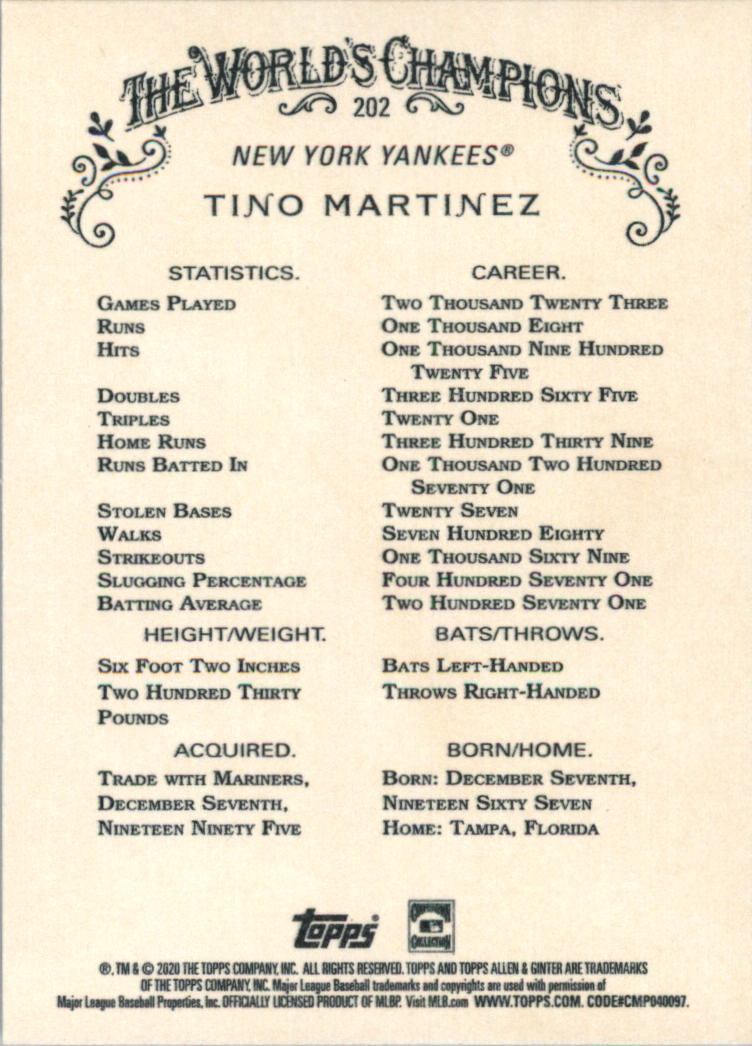 THE WORLD'S CHAMPIONS
202
NEW YORK YANKEES®
TINO MARTINEZ
STATISTICS. CAREER.
GAMES PLAYED TWO THOUSAND TWENTY THREE
RUNS ONE THOUSAND EIGHT
HITS ONE THOUSAND NINE HUNDRED
TWENTY FIVE
DOUBLES THREE HUNDRED SIXTY FIVE
TRIPLES TWENTY ONE
HOME RUNS THREE HUNDRED THIRTY NINE
RUNS BATTED IN ONE THOUSAND TWO HUNDRED
SEVENTY ONE
STOLEN BASES TWENTY SEVEN
WALKS SEVEN HUNDRED EIGHTY
STRIKEOUTS ONE THOUSAND SIXTY NINE
SLUGGING PERCENTAGE FOUR HUNDRED SEVENTY ONE
BATTING AVERAGE TWO HUNDRED SEVENTY ONE
HEIGHT/WEIGHT. BATS/THROWS.
SIX FOOT TWO INCHES BATS LEFT-HANDED
TWO HUNDRED THIRTY THROWS RIGHT-HANDED
POUNDS
ACQUIRED. BORN/HOME.
TRADE WITH MARINERS, BORN: DECEMBER SEVENTH,
DECEMBER SEVENTH, NINETEEN SIXTY SEVEN
NINETEEN NINETY FIVE HOME: TAMPA, FLORIDA
topps® COLLECTION
®, TM & © 2020 THE TOPPS COMPANY, INC. ALL RIGHTS RESERVED. TOPPS AND TOPPS ALLEN & GINTER ARE TRADEMARKS
OF THE TOPPS COMPANY, INC. Major League Baseball trademarks and copyrights are used with permission of
Major League Baseball Properties, Inc. OFFICIALLY LICENSED PRODUCT OF MLBP. Visit MLB.com WWW.TOPPS.COM. CODE#CMP040097.